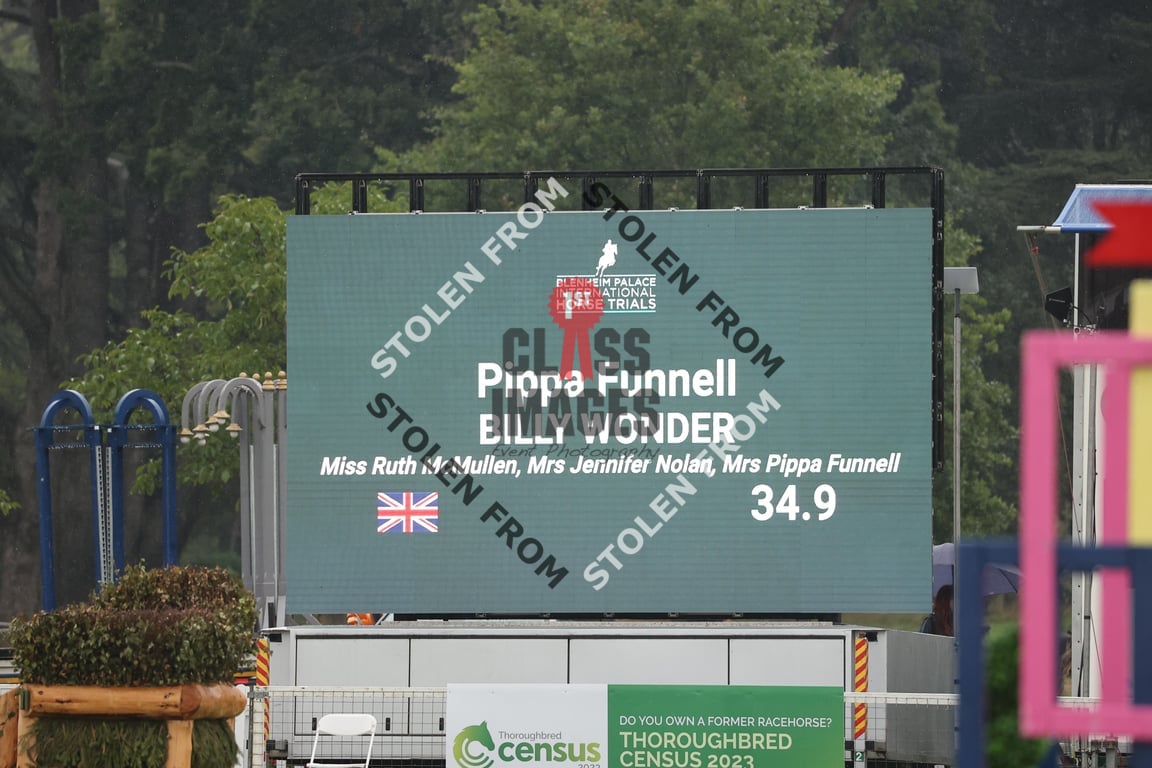 STOLEN FROM
STOLEN FROM
BLENHEIM PALACE
INTERNATIONAL
HORSE TRIALS
1ST
CLASS
IMAGES
Event Photography
Pippa Funnell
BILLY WONDER
Miss Ruth McMullen, Mrs Jennifer Nolan, Mrs Pippa Funnell
34.9
STOLEN FROM
STOLEN FROM
Thoroughbred
census
2023
DO YOU OWN A FORMER RACEHORSE?
THOROUGHBRED
CENSUS 2023
2